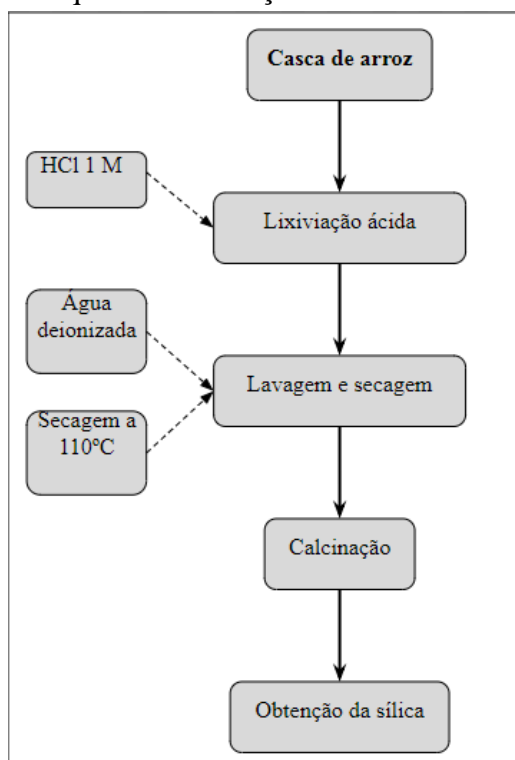 Casca de arroz
HCl 1 M
Lixiviação ácida
Água
deionizada
Lavagem e secagem
Secagem a
110ºC
Calcinação
Obtenção da sílica